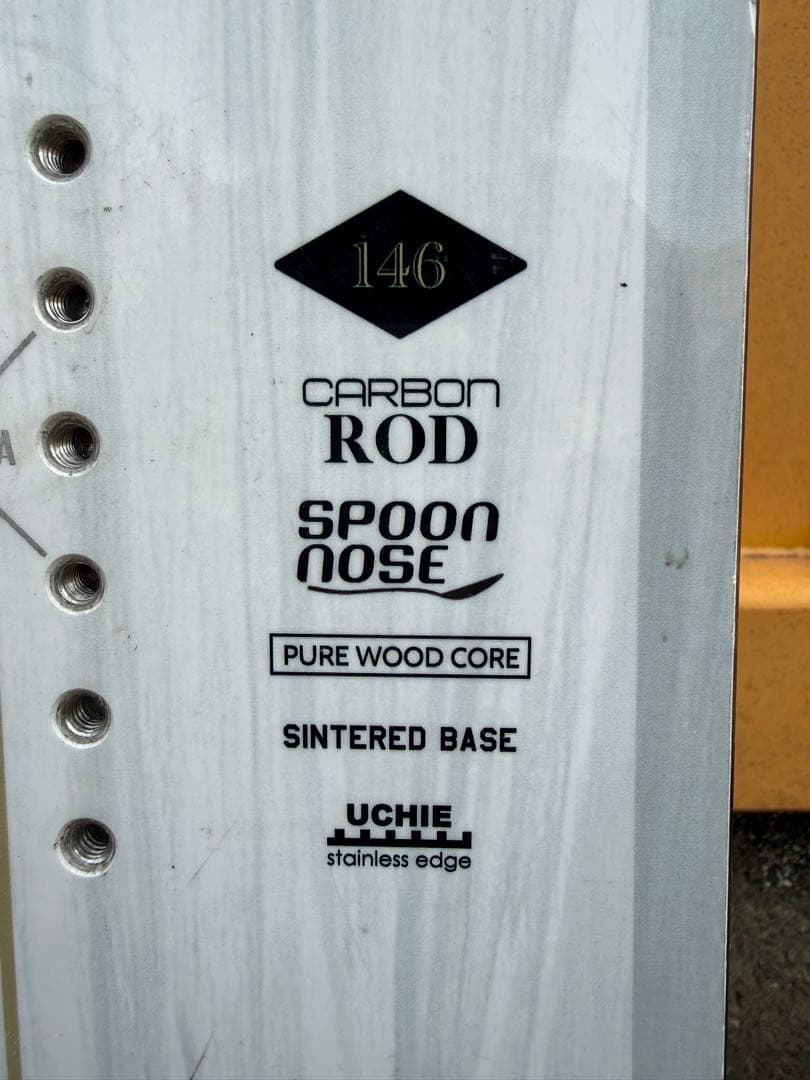 146
CARBON
ROD
SPOON
NOSE
PURE WOOD CORE
SINTERED BASE
UCHIE
stainless edge
A